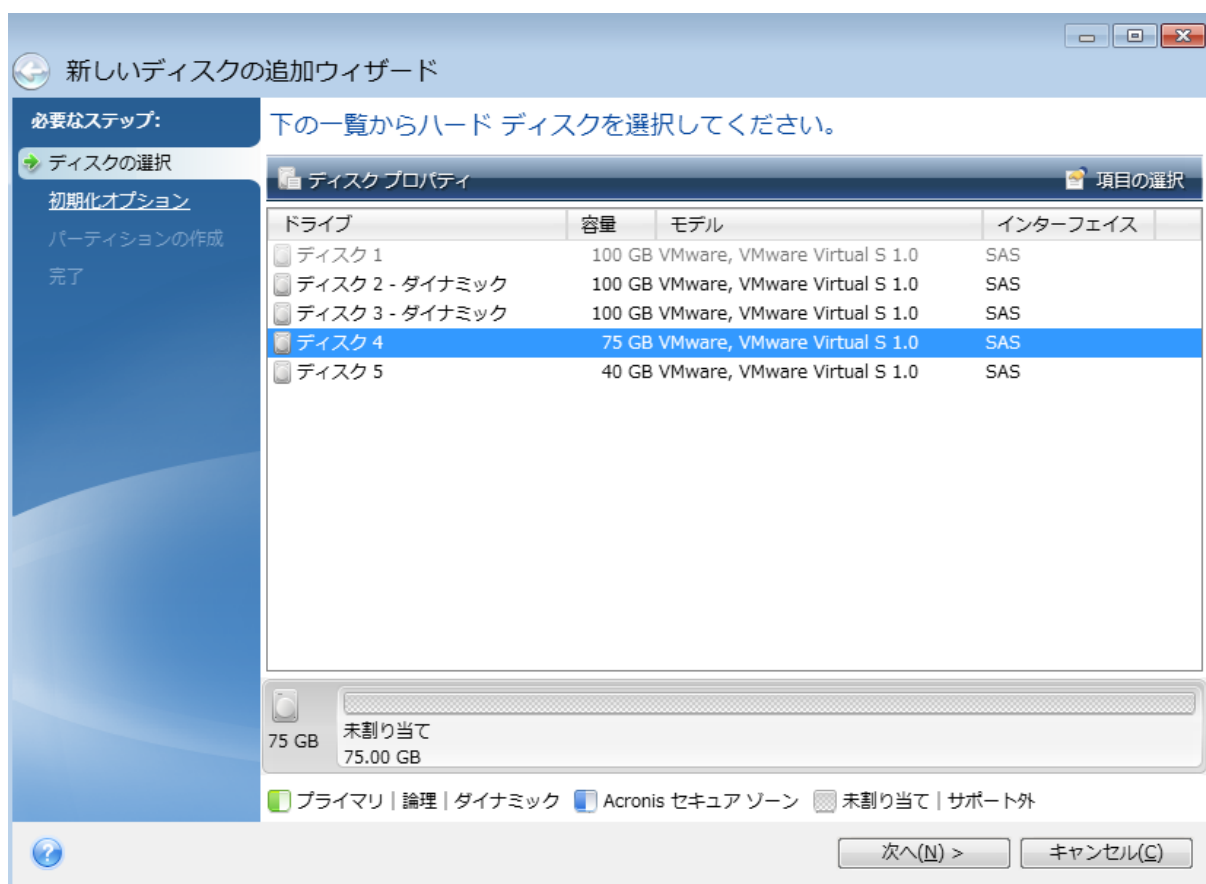 新しいディスクの追加ウィザード
必要なステップ:
ディスクの選択
初期化オプション
パーティションの作成
完了
下の一覧からハード ディスクを選択してください。
ディスク プロパティ 項目の選択
ドライブ 容量 モデル インターフェイス
ディスク 1 100 GB VMware, VMware Virtual S 1.0 SAS
ディスク 2 - ダイナミック 100 GB VMware, VMware Virtual S 1.0 SAS
ディスク 3 - ダイナミック 100 GB VMware, VMware Virtual S 1.0 SAS
ディスク 4 75 GB VMware, VMware Virtual S 1.0 SAS
ディスク 5 40 GB VMware, VMware Virtual S 1.0 SAS
75 GB
未割り当て
75.00 GB
プライマリ | 論理 | ダイナミック Acronis セキュア ゾーン 未割り当て | サポート外
次へ(N) > キャンセル(C)